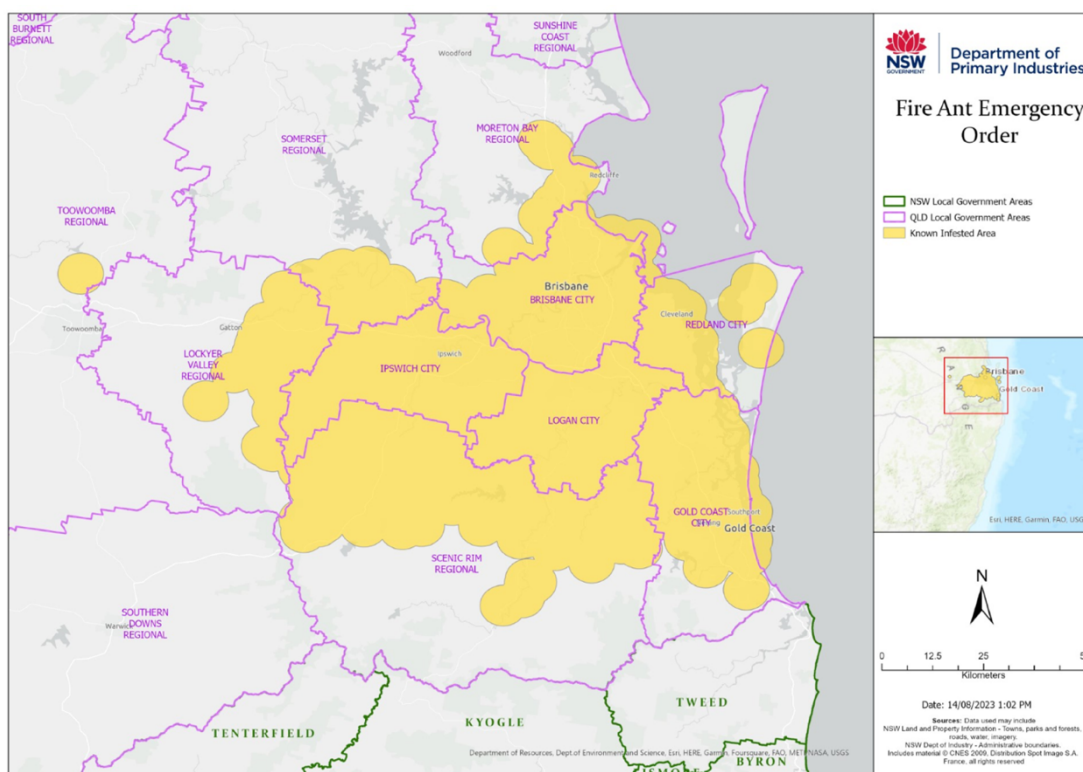 SOUTH
BURNETT
REGIONAL
SUNSHINE
COAST
REGIONAL
Woodford
SOMERSET
REGIONAL
MORETON BAY
REGIONAL
Redcliffe
TOOWOOMBA
REGIONAL
Toowoomba
Gatton
LOCKYER
VALLEY
REGIONAL
Brisbane
BRISBANE CITY
Cleveland
REDLAND CITY
Ipswich
IPSWICH CITY
LOGAN CITY
GOLD COAST
CITY
Southport
Gold Coast
SCENIC RIM
REGIONAL
SOUTHERN
DOWNS
REGIONAL
Warwick
TENTERFIELD
KYOGLE
TWEED
BYRON
Department of Resources, Dept of Environment and Science, Esri, HERE, Garmin, Foursquare, FAO, METI/NASA, USGS
NSW
GOVERNMENT
Department of
Primary Industries
Fire Ant Emergency
Order
NSW Local Government Areas
QLD Local Government Areas
Known Infested Area
Brisbane
Gold Coast
Esri, HERE, Garmin, FAO, USG
N
0 12.5 25 5
Kilometers
Date: 14/08/2023 1:02 PM
Sources: Data used may include
NSW Land and Property Information - Towns, parks and forests,
roads, water, imagery.
NSW Dept of Industry - Administrative boundaries.
Includes material © CNES 2009, Distribution Spot Image S.A.
France, all rights reserved